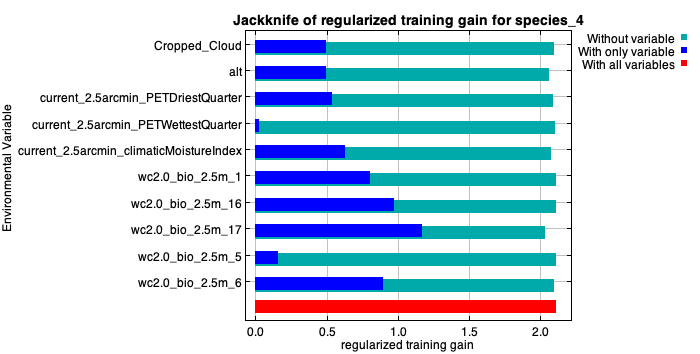 Jackknife of regularized training gain for species_4
Without variable
With only variable
With all variables
Environmental Variable
Cropped_Cloud
alt
current_2.5arcmin_PETDriestQuarter
current_2.5arcmin_PETWettestQuarter
current_2.5arcmin_climaticMoistureIndex
wc2.0_bio_2.5m_1
wc2.0_bio_2.5m_16
wc2.0_bio_2.5m_17
wc2.0_bio_2.5m_5
wc2.0_bio_2.5m_6
0.0 0.5 1.0 1.5 2.0
regularized training gain